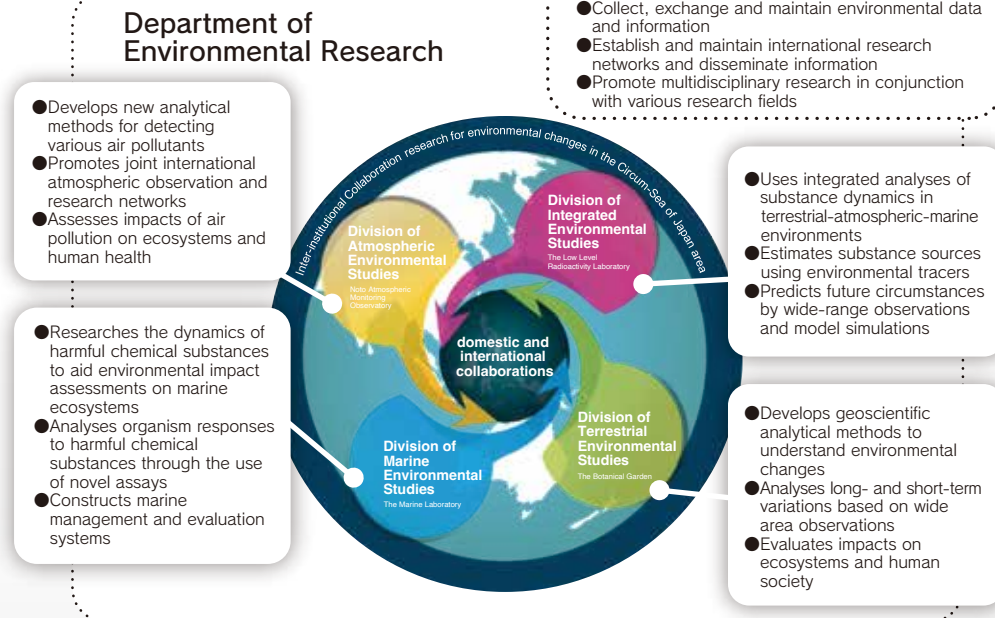 Department of
Environmental Research
●Collect, exchange and maintain environmental data
and information
●Establish and maintain international research
networks and disseminate information
●Promote multidisciplinary research in conjunction
with various research fields
●Develops new analytical
methods for detecting
various air pollutants
●Promotes joint international
atmospheric observation and
research networks
●Assesses impacts of air
pollution on ecosystems and
human health
●Researches the dynamics of
harmful chemical substances
to aid environmental impact
assessments on marine
ecosystems
●Analyses organism responses
to harmful chemical
substances through the use
of novel assays
●Constructs marine
management and evaluation
systems
Inter-institutional Collaboration research for environmental changes in the Circum-Sea of Japan area
Division of
Atmospheric
Environmental
Studies
Noto Atmospheric
Monitoring
Observatory
Division of
Integrated
Environmental
Studies
The Low Level
Radioactivity Laboratory
domestic and
international
collaborations
Division of
Marine
Environmental
Studies
The Marine Laboratory
Division of
Terrestrial
Environmental
Studies
The Botanical Garden
●Uses integrated analyses of
substance dynamics in
terrestrial-atmospheric-marine
environments
●Estimates substance sources
using environmental tracers
●Predicts future circumstances
by wide-range observations
and model simulations
●Develops geoscientific
analytical methods to
understand environmental
changes
●Analyses long- and short-term
variations based on wide
area observations
●Evaluates impacts on
ecosystems and human
society